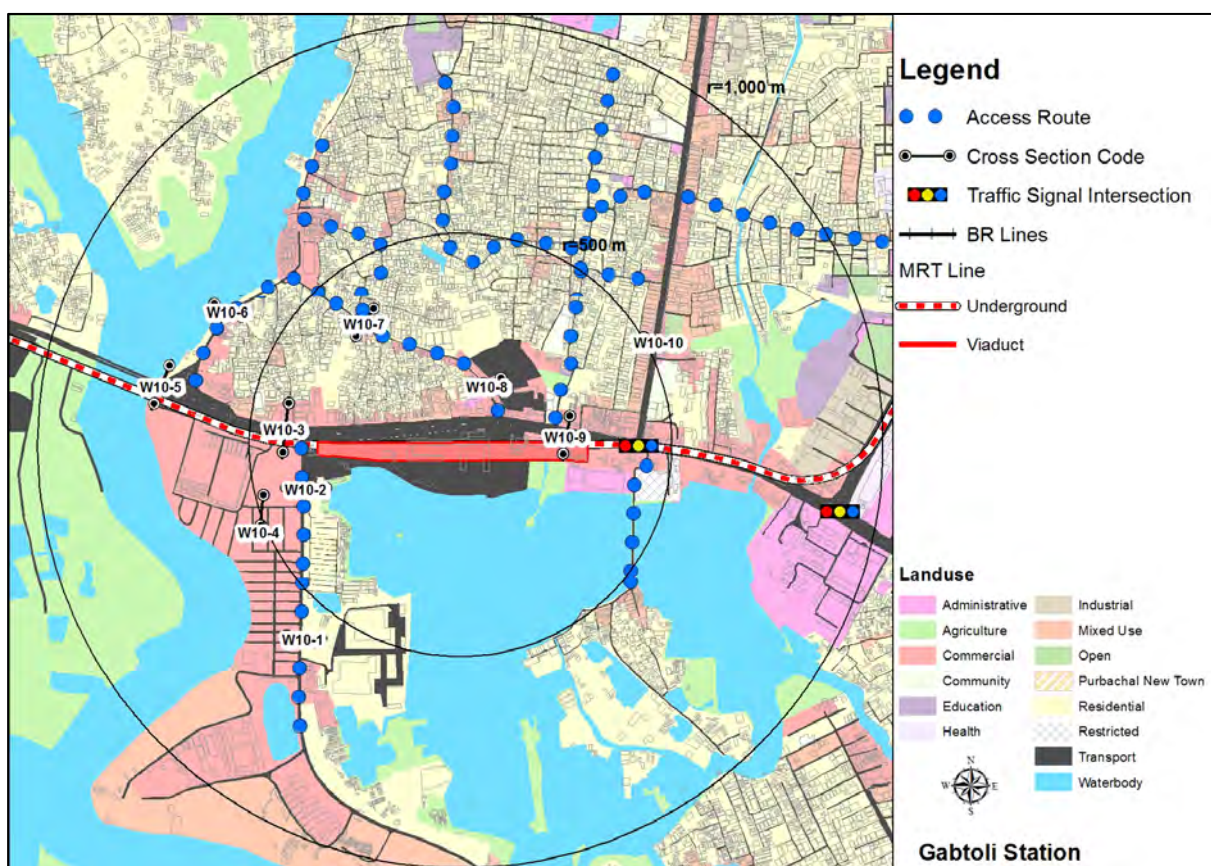 r=1,000 m
r=500 m
W10-6
W10-7
W10-10
W10-5
W10-8
W10-3
W10-9
W10-2
W10-4
W10-1
Legend
Access Route
Cross Section Code
Traffic Signal Intersection
BR Lines
MRT Line
Underground
Viaduct
Landuse
Administrative
Industrial
Agriculture
Mixed Use
Commercial
Open
Community
Purbachal New Town
Education
Residential
Health
Restricted
Transport
Waterbody
N
W E
S
Gabtoli Station